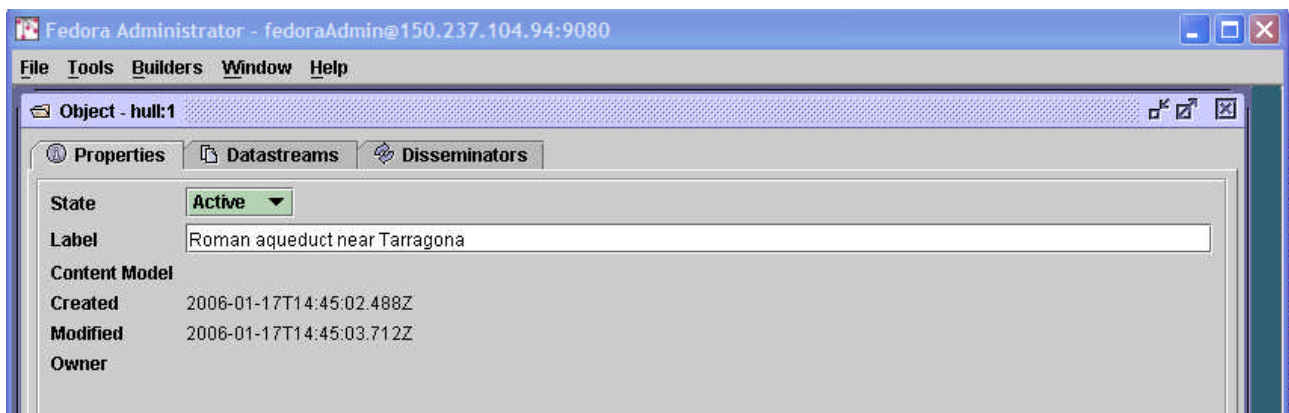 Fedora Administrator - fedoraAdmin@150.237.104.94:9080
File Tools Builders Window Help
Object - hull:1
Properties Datastreams Disseminators
State Active
Label Roman aqueduct near Tarragona
Content Model
Created 2006-01-17T14:45:02.488Z
Modified 2006-01-17T14:45:03.712Z
Owner